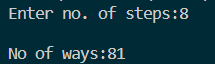 Enter no. of steps:8
No of ways:81